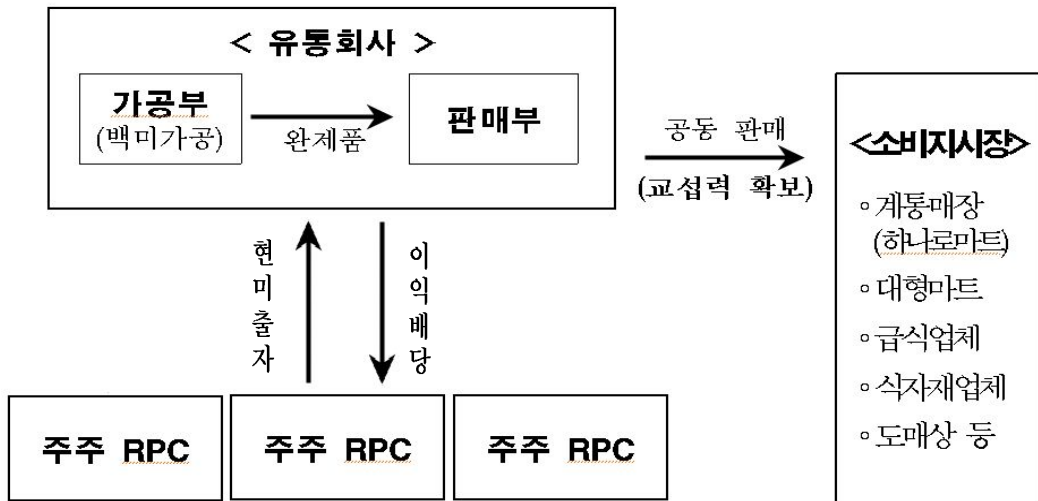 < 유통회사 >
가공부
(백미가공)
완제품
판매부
공동 판매
(교섭력 확보)
<소비지시장>
◦계통매장
(하나로마트)
◦대형마트
◦급식업체
◦식자재업체
◦도매상 등
현미출자
이익배당
주주 RPC
주주 RPC
주주 RPC